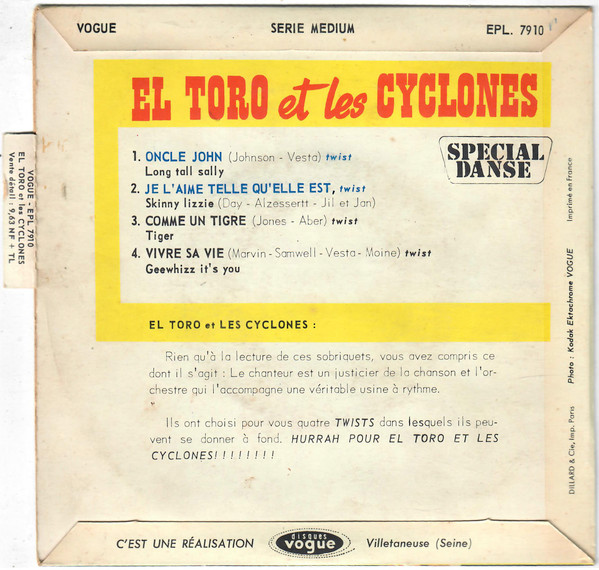 VOGUE SERIE MEDIUM EPL. 7910
EL TORO et les CYCLONES
1. ONCLE JOHN (Johnson - Vesta) twist
Long tall sally
2. JE L'AIME TELLE QU'ELLE EST, twist
Skinny lizzie (Day - Alzessertt - Jil et Jan)
3. COMME UN TIGRE (Jones - Aber) twist
Tiger
4. VIVRE SA VIE (Marvin - Samwell - Vesta - Moine) twist
Geewhizz it's you
SPECIAL
DANSE
EL TORO et LES CYCLONES :
Rien qu'à la lecture de ces sobriquets, vous avez compris ce
dont il s'agit : Le chanteur est un justicier de la chanson et l'or-
chestre qui l'accompagne une véritable usine à rythme.
Ils ont choisi pour vous quatre TWISTS dans lesquels ils peu-
vent se donner à fond. HURRAH POUR EL TORO ET LES
CYCLONES!!!!!!!!
C'EST UNE RÉALISATION disques vogue Villetaneuse (Seine)
VOGUE - EPL 7910
EL TORO et les CYCLONES
Vente détail : 9,63 NF + TL
Imprimé en France
Photo : Kodak Ektachrome VOGUE
DILLARD & Cie, Imp. Paris